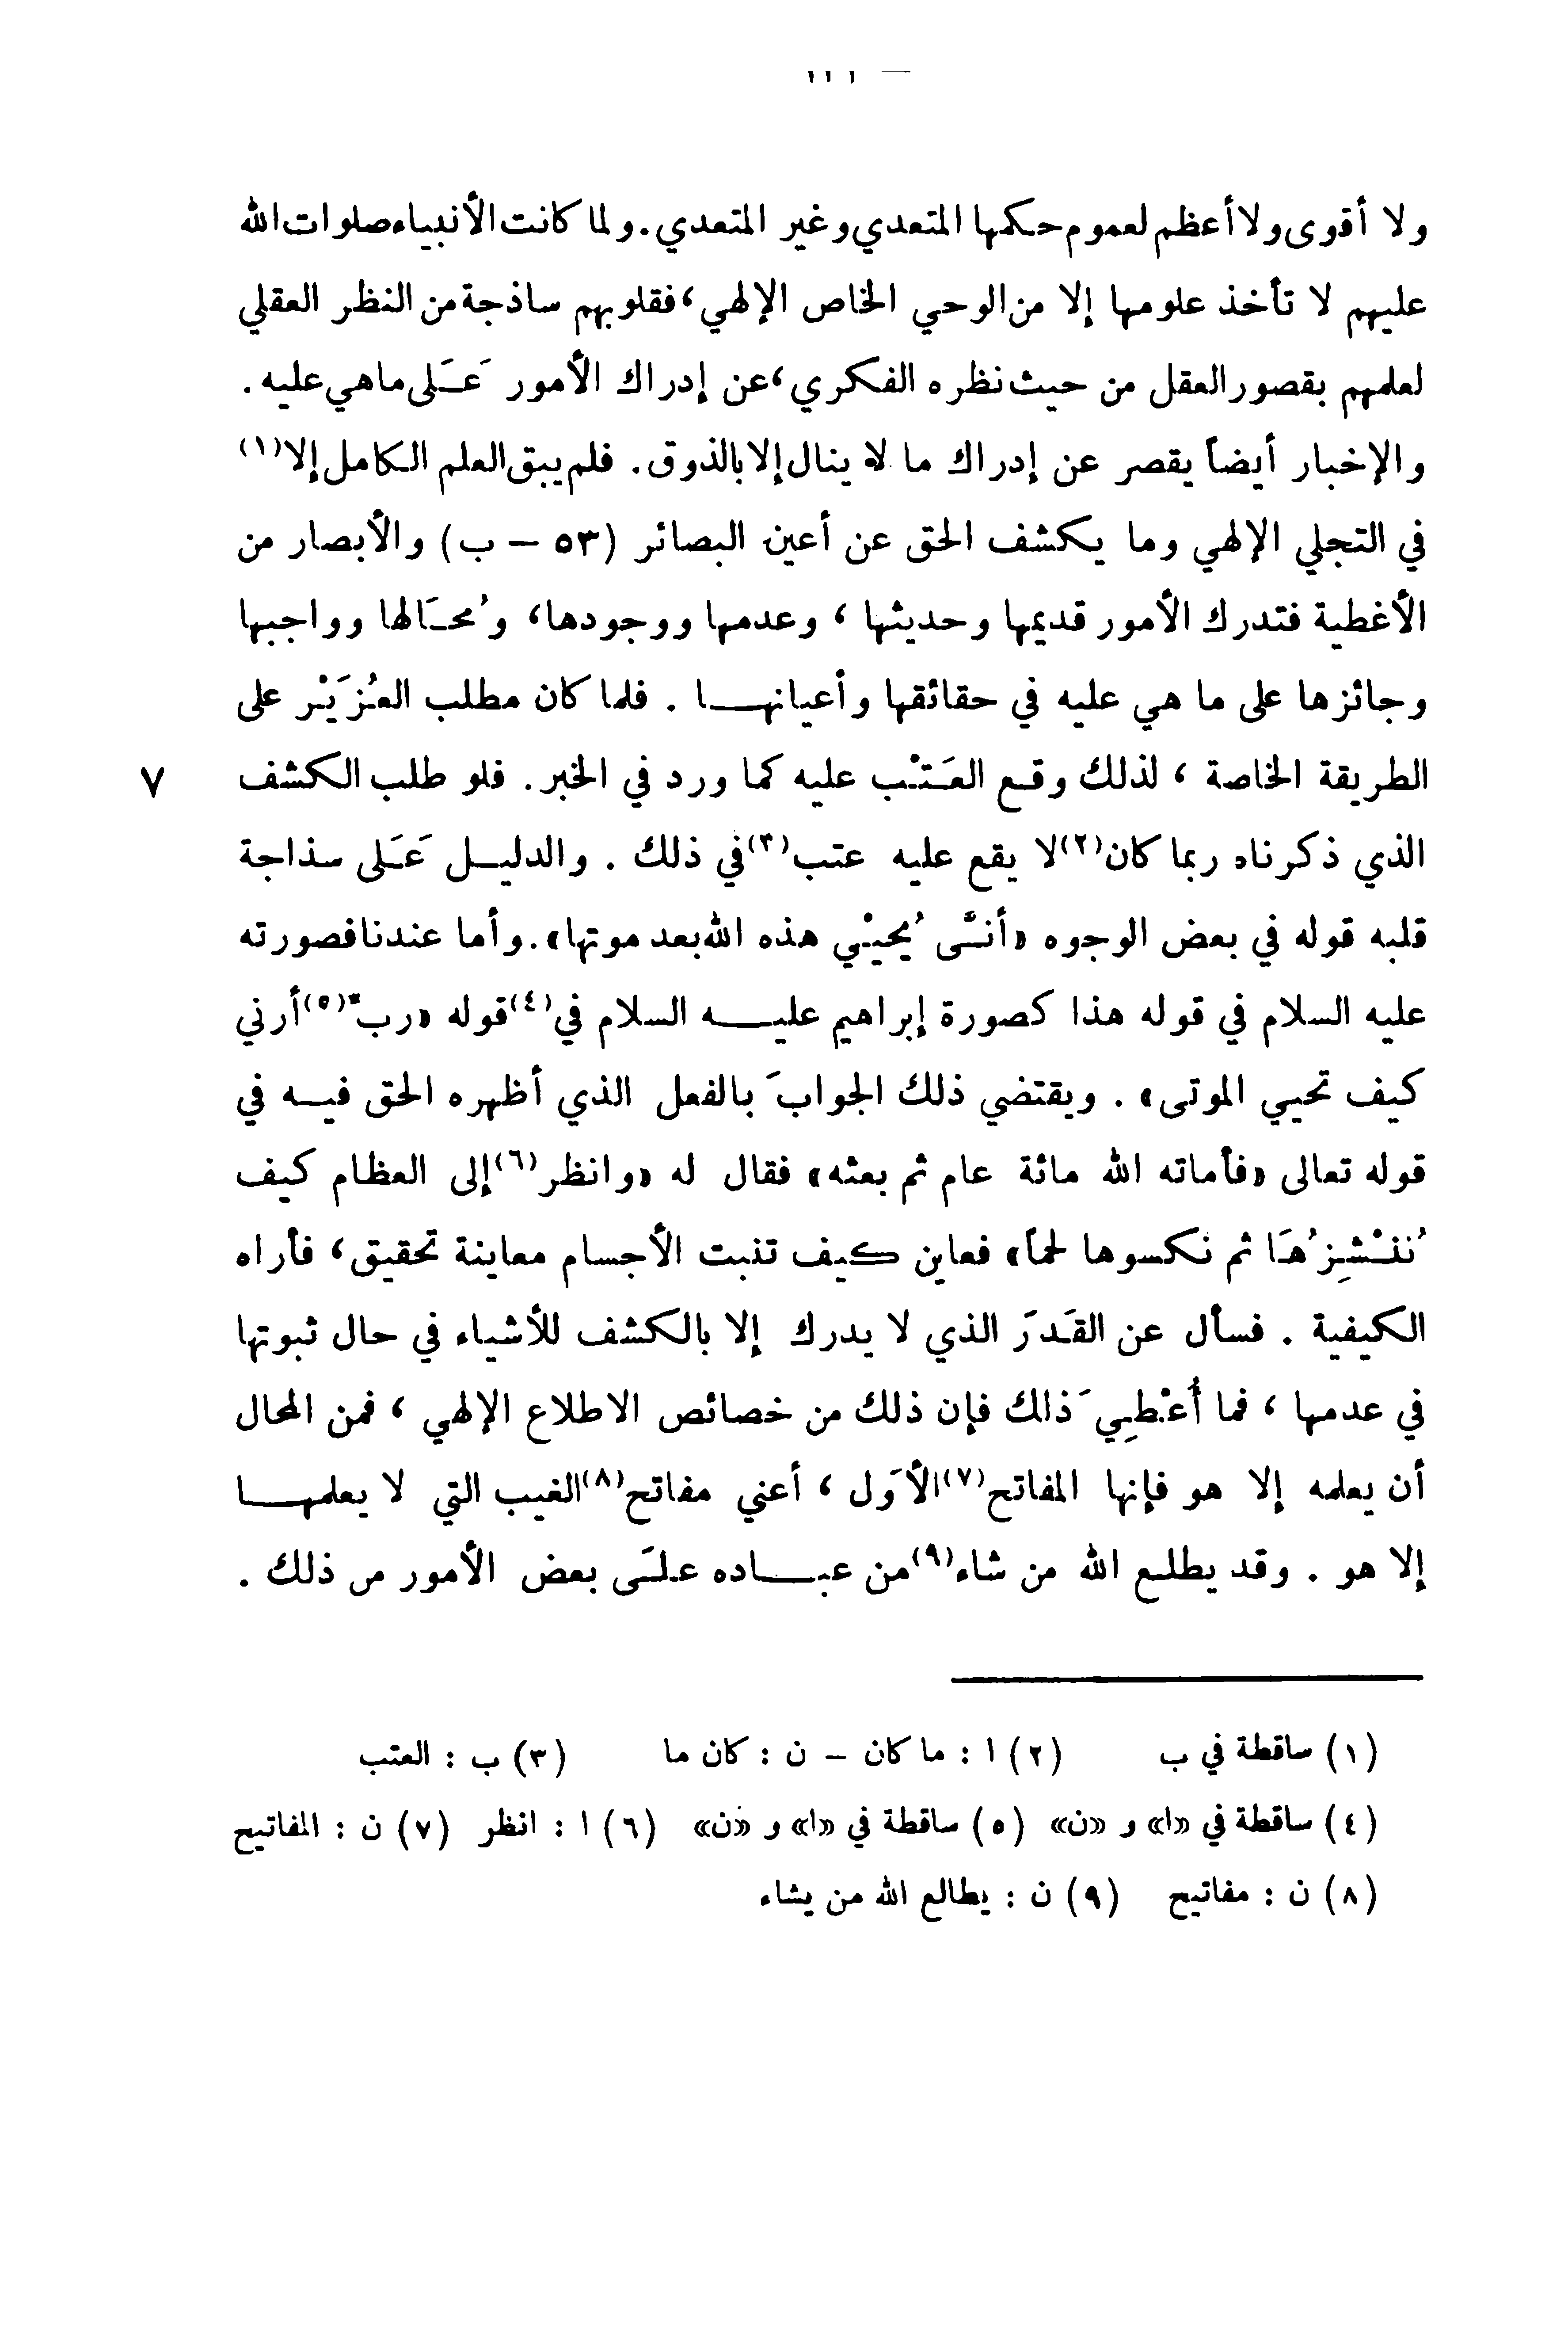 ولا أقوى ولا أعظم لعموم حكمها المتعدي وغير المتعدي. ولما كانت الأنبياء صلوات الله
عليهم لا تأخذ علومها إلا من الوحي الخاص الإلهي، فقلوبهم ساذجة من النظر العقلي
لعلمهم بقصور العقل من حيث نظره الفكري، عن إدراك الأمور عَلَى ما هي عليه .
والإخبار أيضاً يقصر عن إدراك ما لا ينال إلا بالذوق. فلم يبق العلم الكامل إلا(١)
في التجلي الإلهي وما يكشف الحق عن أعين البصائر (٥٣ – ب) والأبصار من
الأغطية فتدرك الأمور قديمها وحديثها ، وعدمها ووجودها، ومُحَالها وواجبها
وجائزها على ما هي عليه في حقائقها وأعيانهـــا . فلما كان مطلب العُزَيْر على
الطريقة الخاصة ، لذلك وقع العَتْب عليه كما ورد في الخبر. فلو طلب الكشف
٧
الذي ذكرناه ربما كان(٢) لا يقع عليه عتب(٣) في ذلك . والدليـــل عَلَى سذاجة
قلبه قوله في بعض الوجوه «أنَّى يُحيْي هذه الله بعد موتها». وأما عندنا فصورته
عليه السلام في قوله هذا كصورة إبراهيم عليـــه السلام في(٤) قوله «رب(٥) أرني
كيف تحيي الموتى» . ويقتضي ذلك الجوابَ بالفعل الذي أظهره الحق فيـــه في
قوله تعالى «فأماته الله مائة عام ثم بعثه» فقال له «وانظر(٦) إلى العظام كيف
نُنْشِزُهَا ثم نكسوها لحماً» فعاين كيف تنبت الأجسام معاينة تحقيق، فأراه
الكيفية . فسأل عن القَدَرَ الذي لا يدرك إلا بالكشف للأشياء في حال ثبوتها
في عدمها ، فما أُعْطِيَ ذلك فإن ذلك من خصائص الاطلاع الإلهي ، فمن المحال
أن يعلمه إلا هو فإنها المفاتح(٧) الأُوَل ، أعني مفاتح(٨) الغيب التي لا يعلمهـــا
إلا هو . وقد يطلع الله من شاء(٩) من عبـــاده عَلَى بعض الأمور من ذلك .
(١) ساقطة في ب (٢) ا : ما كان – ن : كان ما (٣) ب : العتب
(٤) ساقطة في «ا» و «ن» (٥) ساقطة في «ا» و «ن» (٦) ا : انظر (٧) ن : المفاتيح
(٨) ن : مفاتيح (٩) ن : يطالع الله من يشاء